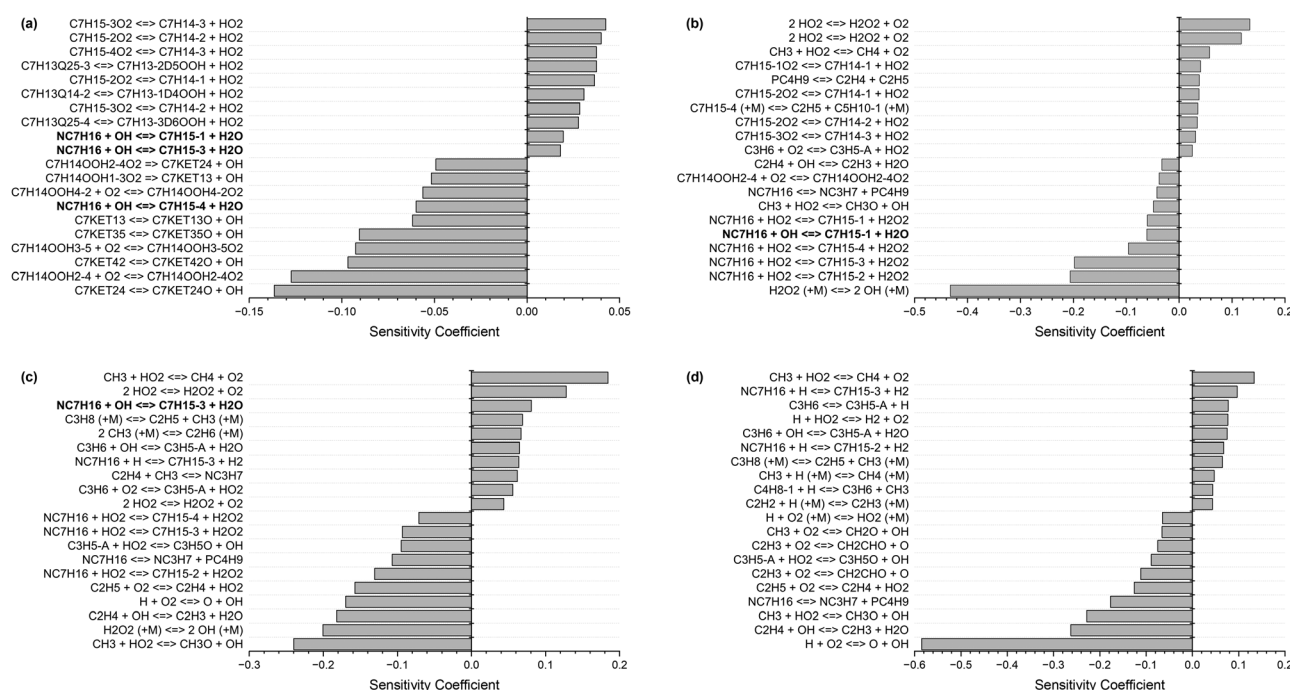 (a)
C7H15-3O2 <=> C7H14-3 + HO2
C7H15-2O2 <=> C7H14-2 + HO2
C7H15-4O2 <=> C7H14-3 + HO2
C7H13Q25-3 <=> C7H13-2D5OOH + HO2
C7H15-2O2 <=> C7H14-1 + HO2
C7H13Q14-2 <=> C7H13-1D4OOH + HO2
C7H15-3O2 <=> C7H14-2 + HO2
C7H13Q25-4 <=> C7H13-3D6OOH + HO2
NC7H16 + OH <=> C7H15-1 + H2O
NC7H16 + OH <=> C7H15-3 + H2O
C7H14OOH2-4O2 <=> C7KET24 + OH
C7H14OOH1-3O2 <=> C7KET13 + OH
C7H14OOH4-2 + O2 <=> C7H14OOH4-2O2
NC7H16 + OH <=> C7H15-4 + H2O
C7KET13 <=> C7KET13O + OH
C7KET35 <=> C7KET35O + OH
C7H14OOH3-5 + O2 <=> C7H14OOH3-5O2
C7KET42 <=> C7KET42O + OH
C7H14OOH2-4 + O2 <=> C7H14OOH2-4O2
C7KET24 <=> C7KET24O + OH
−0.15 −0.10 −0.05 0.00 0.05
Sensitivity Coefficient
(b)
2 HO2 <=> H2O2 + O2
2 HO2 <=> H2O2 + O2
CH3 + HO2 <=> CH4 + O2
C7H15-1O2 <=> C7H14-1 + HO2
PC4H9 <=> C2H4 + C2H5
C7H15-2O2 <=> C7H14-1 + HO2
C7H15-4 (+M) <=> C2H5 + C5H10-1 (+M)
C7H15-2O2 <=> C7H14-2 + HO2
C7H15-3O2 <=> C7H14-3 + HO2
C3H6 + O2 <=> C3H5-A + HO2
C2H4 + OH <=> C2H3 + H2O
C7H14OOH2-4 + O2 <=> C7H14OOH2-4O2
NC7H16 <=> NC3H7 + PC4H9
CH3 + HO2 <=> CH3O + OH
NC7H16 + HO2 <=> C7H15-1 + H2O2
NC7H16 + OH <=> C7H15-1 + H2O
NC7H16 + HO2 <=> C7H15-4 + H2O2
NC7H16 + HO2 <=> C7H15-3 + H2O2
NC7H16 + HO2 <=> C7H15-2 + H2O2
H2O2 (+M) <=> 2 OH (+M)
−0.5 −0.4 −0.3 −0.2 −0.1 0.0 0.1 0.2
Sensitivity Coefficient
(c)
CH3 + HO2 <=> CH4 + O2
2 HO2 <=> H2O2 + O2
NC7H16 + OH <=> C7H15-3 + H2O
C3H8 (+M) <=> C2H5 + CH3 (+M)
2 CH3 (+M) <=> C2H6 (+M)
C3H6 + OH <=> C3H5-A + H2O
NC7H16 + H <=> C7H15-3 + H2
C2H4 + CH3 <=> NC3H7
C3H6 + O2 <=> C3H5-A + HO2
2 HO2 <=> H2O2 + O2
NC7H16 + HO2 <=> C7H15-4 + H2O2
NC7H16 + HO2 <=> C7H15-3 + H2O2
C3H5-A + HO2 <=> C3H5O + OH
NC7H16 <=> NC3H7 + PC4H9
NC7H16 + HO2 <=> C7H15-2 + H2O2
C2H5 + O2 <=> C2H4 + HO2
H + O2 <=> O + OH
C2H4 + OH <=> C2H3 + H2O
H2O2 (+M) <=> 2 OH (+M)
CH3 + HO2 <=> CH3O + OH
−0.3 −0.2 −0.1 0.0 0.1 0.2
Sensitivity Coefficient
(d)
CH3 + HO2 <=> CH4 + O2
NC7H16 + H <=> C7H15-3 + H2
C3H6 <=> C3H5-A + H
H + HO2 <=> H2 + O2
C3H6 + OH <=> C3H5-A + H2O
NC7H16 + H <=> C7H15-2 + H2
C3H8 (+M) <=> C2H5 + CH3 (+M)
CH3 + H (+M) <=> CH4 (+M)
C4H8-1 + H <=> C3H6 + CH3
C2H2 + H (+M) <=> C2H3 (+M)
H + O2 (+M) <=> HO2 (+M)
CH3 + O2 <=> CH2O + OH
C2H3 + O2 <=> CH2CHO + O
C3H5-A + HO2 <=> C3H5O + OH
C2H3 + O2 <=> CH2CHO + O
C2H5 + O2 <=> C2H4 + HO2
NC7H16 <=> NC3H7 + PC4H9
CH3 + HO2 <=> CH3O + OH
C2H4 + OH <=> C2H3 + H2O
H + O2 <=> O + OH
−0.6 −0.5 −0.4 −0.3 −0.2 −0.1 0.0 0.1 0.2
Sensitivity Coefficient